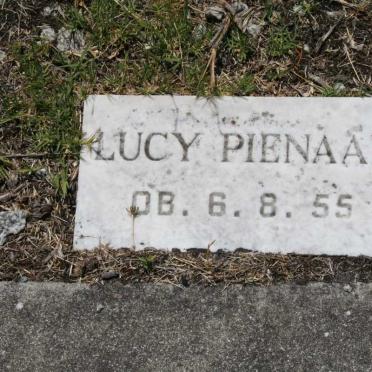 LUCY PIENAA
OB. 6. 8. 55